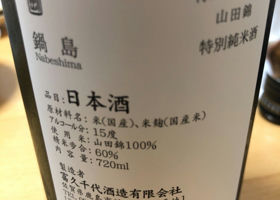 山田錦
特別純米酒
鍋島
Nabeshima
品目：日本酒
原材料名：米（国産）、米麹（国産米）
アルコール分：15度
使用米：山田錦100%
精米歩合：60%
内容量：720ml
製造者
富久千代酒造有限会社